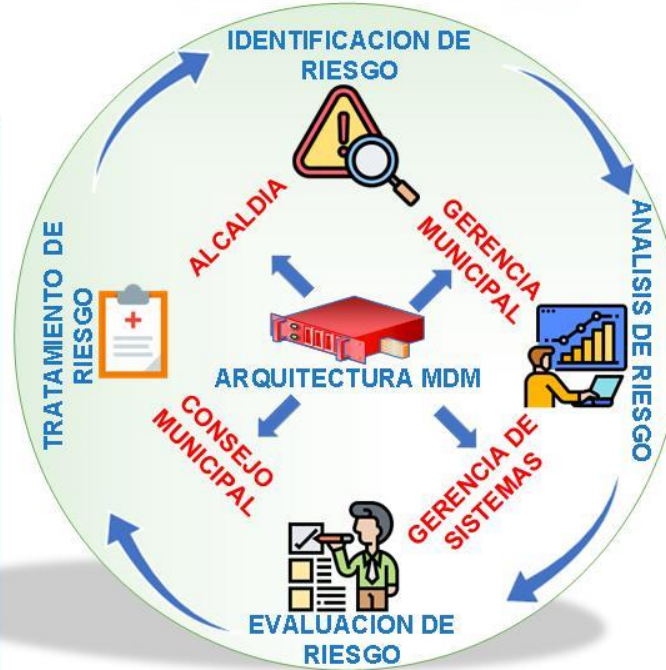 IDENTIFICACION DE
RIESGO
ALCALDIA
GERENCIA
MUNICIPAL
TRATAMIENTO DE
RIESGO
ANALISIS DE RIESGO
ARQUITECTURA MDM
CONSEJO
MUNICIPAL
GERENCIA DE
SISTEMAS
EVALUACION DE
RIESGO